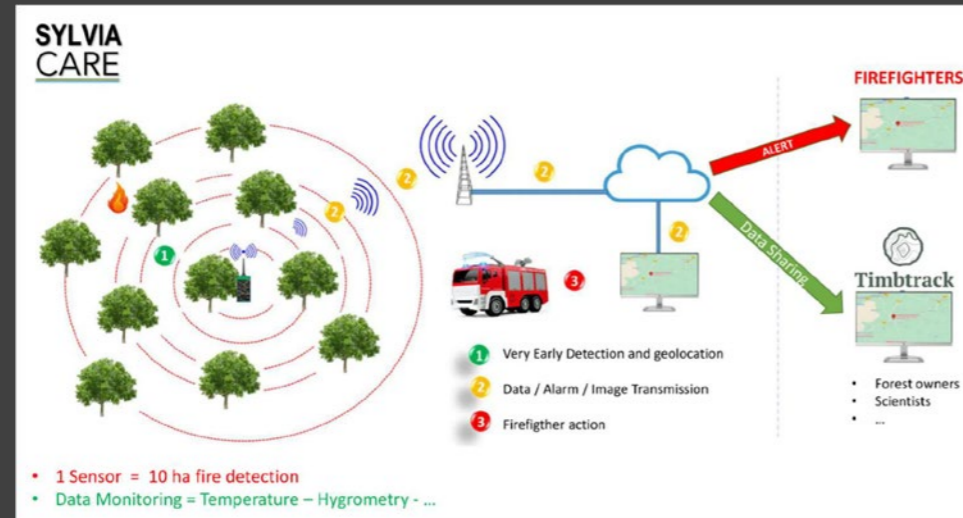 SYLVIA
CARE
FIREFIGHTERS
ALERT
Data Sharing
Timbtrack
1
2
2
2
2
3
1 Very Early Detection and geolocation
2 Data / Alarm / Image Transmission
3 Firefigther action
• Forest owners
• Scientists
• ...
• 1 Sensor = 10 ha fire detection
• Data Monitoring = Temperature – Hygrometry - ...